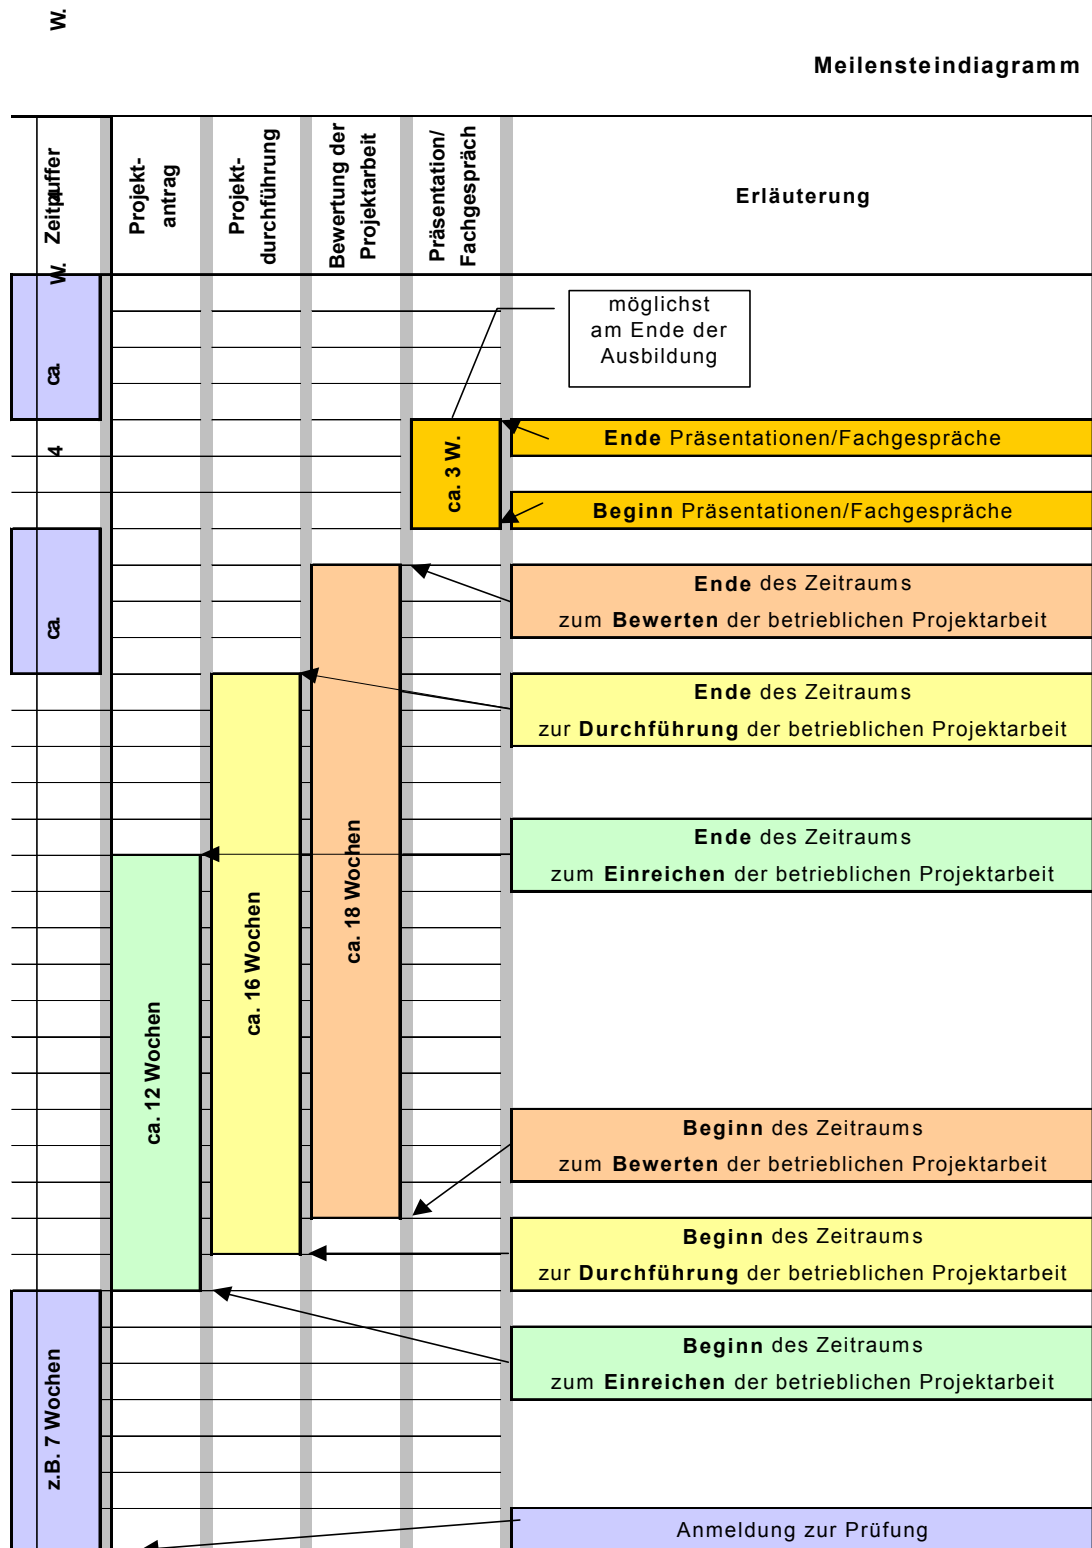 W.
Meilensteindiagramm
Zeitpuffer
4
W.
ca.
Projekt-
antrag
Projekt-
durchführung
Bewertung der
Projektarbeit
Präsentation/
Fachgespräch
Erläuterung
möglichst
am Ende der
Ausbildung
4
ca.
ca. 3 W.
Ende Präsentationen/Fachgespräche
Beginn Präsentationen/Fachgespräche
Ende des Zeitraums
zum Bewerten der betrieblichen Projektarbeit
Ende des Zeitraums
zur Durchführung der betrieblichen Projektarbeit
Ende des Zeitraums
zum Einreichen der betrieblichen Projektarbeit
ca. 12 Wochen
ca. 16 Wochen
ca. 18 Wochen
Beginn des Zeitraums
zum Bewerten der betrieblichen Projektarbeit
Beginn des Zeitraums
zur Durchführung der betrieblichen Projektarbeit
Beginn des Zeitraums
zum Einreichen der betrieblichen Projektarbeit
z.B. 7 Wochen
Anmeldung zur Prüfung